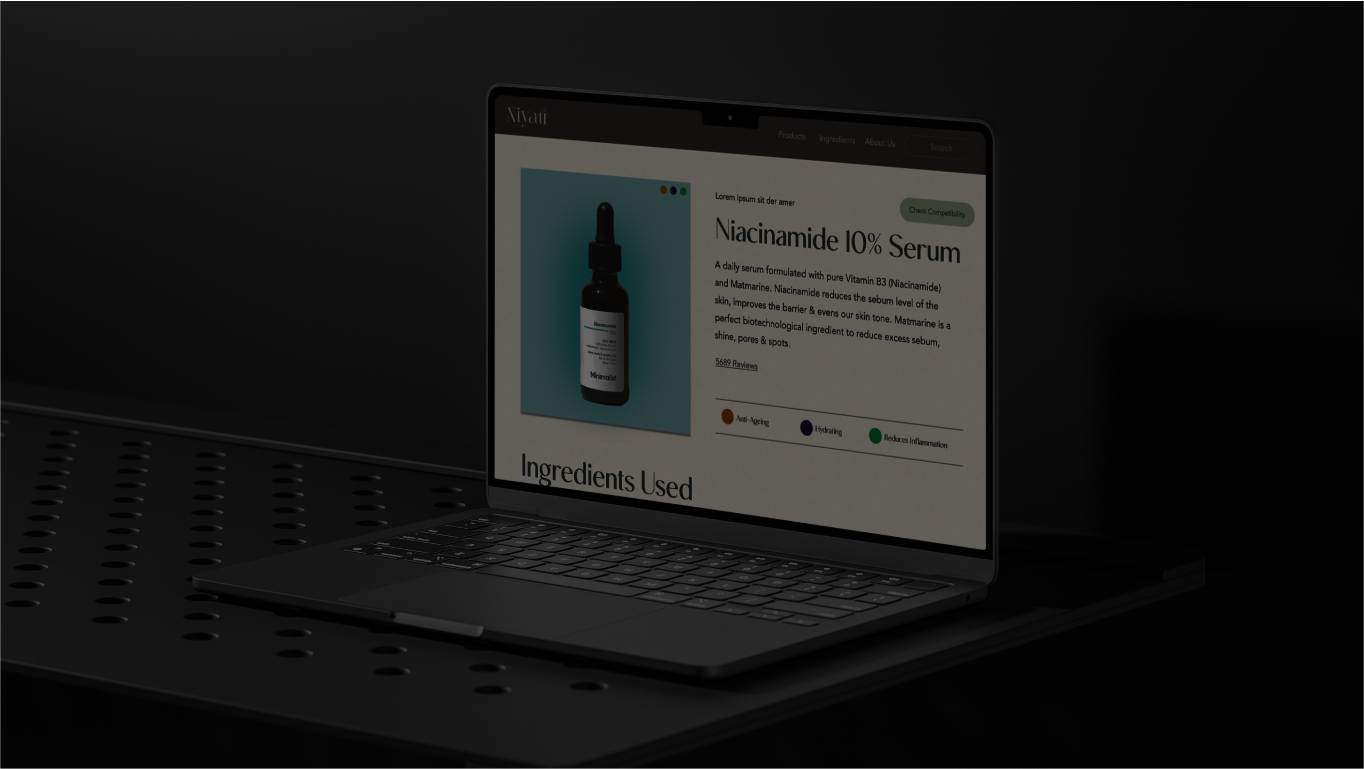 Niyati
Products Ingredients About Us Search
Lorem Ipsum sit der amer
Check Compatibility
Niacinamide 10% Serum
A daily serum formulated with pure Vitamin B3 (Niacinamide)
and Matmarine. Niacinamide reduces the sebum level of the
skin, improves the barrier & evens our skin tone. Matmarine is a
perfect biotechnological ingredient to reduce excess sebum,
shine, pores & spots.
5689 Reviews
Anti-Ageing Hydrating Reduces Inflammation
Minimalist
Ingredients Used